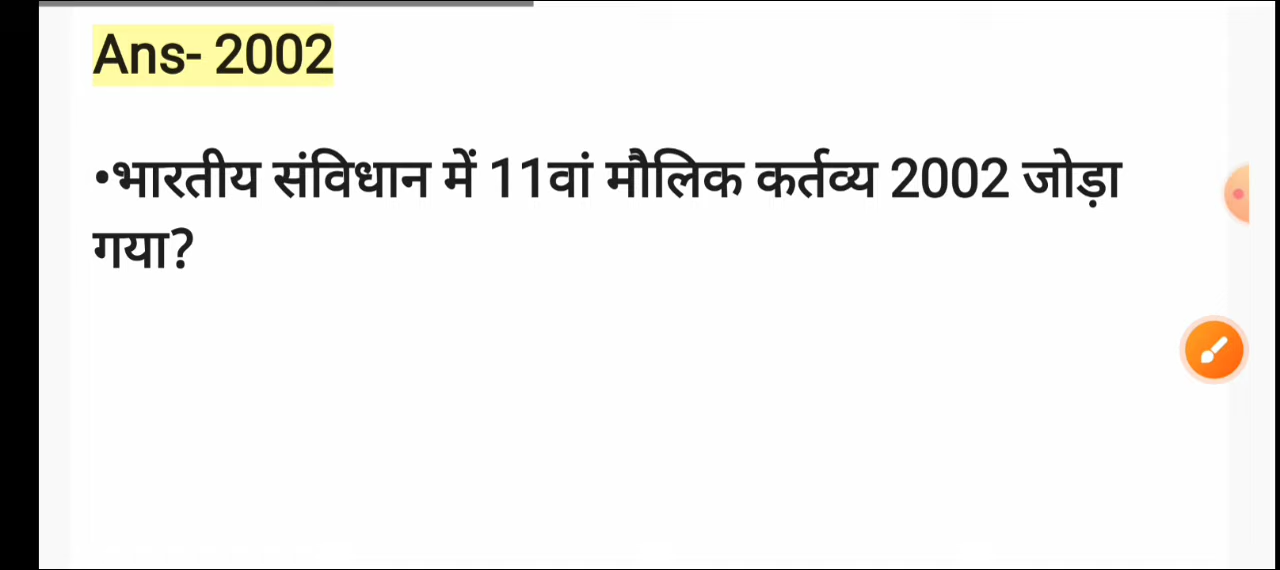 Ans- 2002
•भारतीय संविधान में 11वां मौलिक कर्तव्य 2002 जोड़ा
गया?